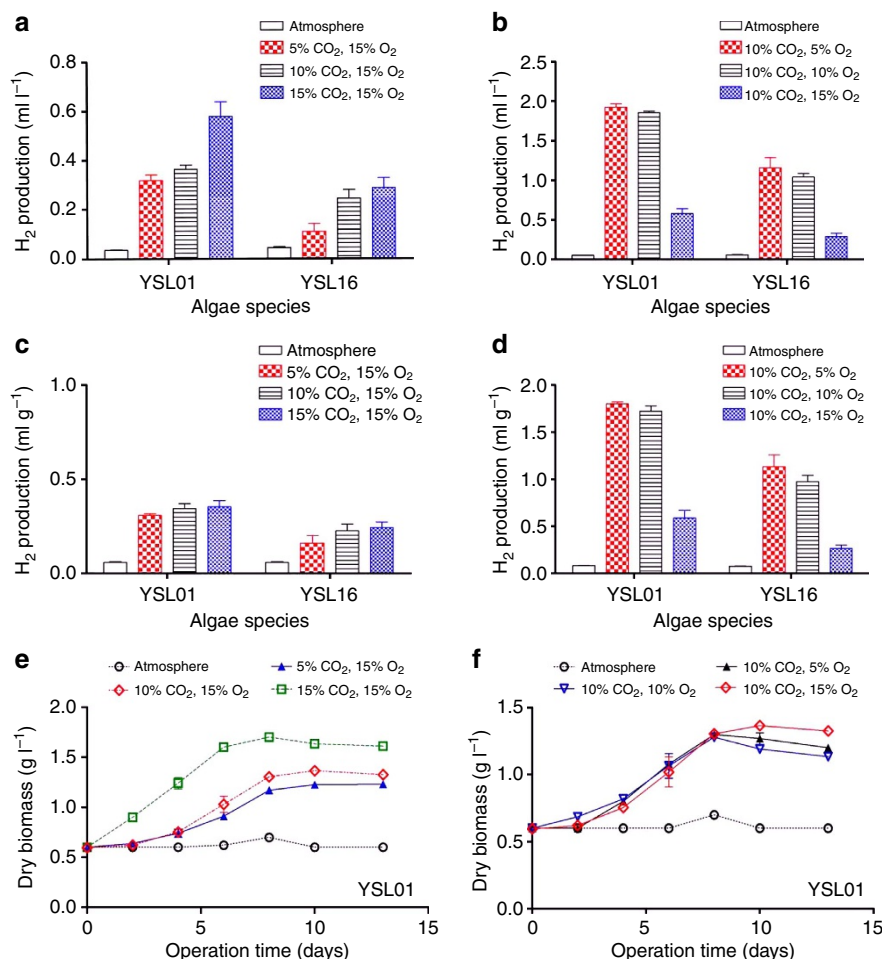 a
Atmosphere
5% CO₂, 15% O₂
10% CO₂, 15% O₂
15% CO₂, 15% O₂
H₂ production (ml l⁻¹)
0.8
0.6
0.4
0.2
0.0
YSL01 YSL16
Algae species
b
Atmosphere
10% CO₂, 5% O₂
10% CO₂, 10% O₂
10% CO₂, 15% O₂
H₂ production (ml l⁻¹)
2.5
2.0
1.5
1.0
0.5
0.0
YSL01 YSL16
Algae species
c
Atmosphere
5% CO₂, 15% O₂
10% CO₂, 15% O₂
15% CO₂, 15% O₂
H₂ production (ml g⁻¹)
1.0
0.5
0.0
YSL01 YSL16
Algae species
d
Atmosphere
10% CO₂, 5% O₂
10% CO₂, 10% O₂
10% CO₂, 15% O₂
H₂ production (ml g⁻¹)
2.0
1.5
1.0
0.5
0.0
YSL01 YSL16
Algae species
e
Atmosphere 5% CO₂, 15% O₂
10% CO₂, 15% O₂ 15% CO₂, 15% O₂
Dry biomass (g l⁻¹)
2.0
1.5
1.0
0.5
0.0
YSL01
0 5 10 15
Operation time (days)
f
Atmosphere 10% CO₂, 5% O₂
10% CO₂, 10% O₂ 10% CO₂, 15% O₂
Dry biomass (g l⁻¹)
1.5
1.0
0.5
0.0
YSL01
0 5 10 15
Operation time (days)